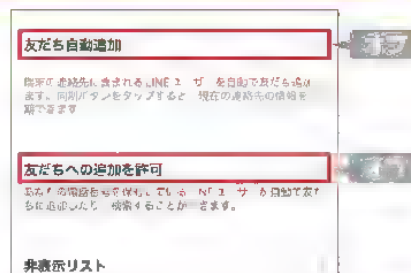 友だち自動追加
端末の連絡先に含まれるLINEユーザーを自動で友だち追加
ます。同期ボタンをタップすると 現在の連絡先の情報を
期できます
友だちへの追加を許可
あなたの電話番号を保有しているLINEユーザーが自動で友だ
ちに追加したり 検索することができます。
非表示リスト